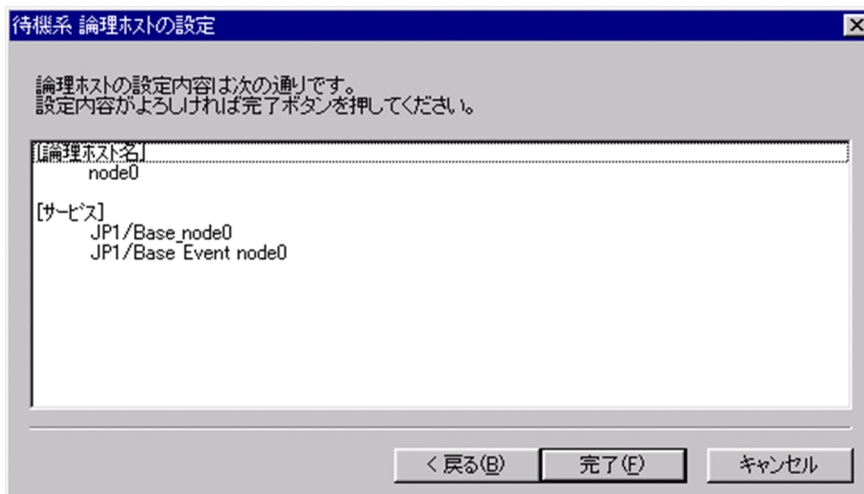 待機系 論理ホストの設定
論理ホストの設定内容は次の通りです。
設定内容がよろしければ完了ボタンを押してください。
[論理ホスト名]
node0
[サービス]
JP1/Base_node0
JP1/Base Event node0
< 戻る(B)
完了(F)
キャンセル